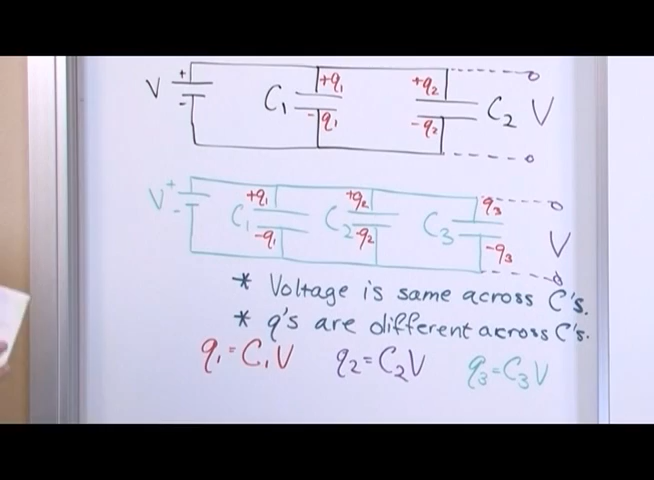 V + - C₁ +q₁ -q₁ +q₂ -q₂ C₂ V
V + - C₁ +q₁ -q₁ C₂ +q₂ -q₂ C₃ q₃ -q₃ V
* Voltage is same across C's.
* q's are different across C's.
q₁=C₁V q₂=C₂V q₃=C₃V